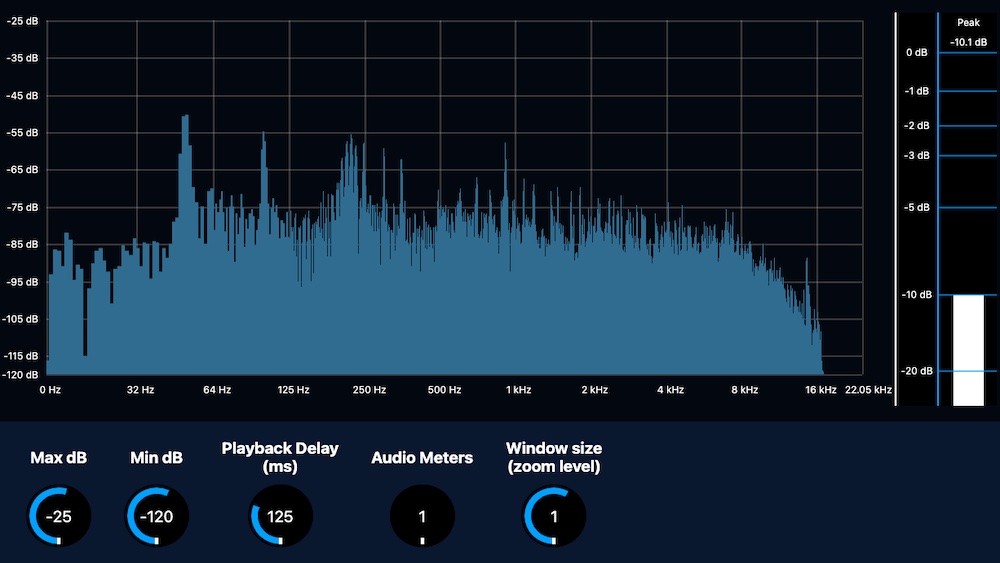 -25 dB
-35 dB
-45 dB
-55 dB
-65 dB
-75 dB
-85 dB
-95 dB
-105 dB
-115 dB
-120 dB
0 Hz 32 Hz 64 Hz 125 Hz 250 Hz 500 Hz 1 kHz 2 kHz 4 kHz 8 kHz 16 kHz 22.05 kHz
Peak
-10.1 dB
0 dB
-1 dB
-2 dB
-3 dB
-5 dB
-10 dB
-20 dB
Max dB
-25
Min dB
-120
Playback Delay
(ms)
125
Audio Meters
1
Window size
(zoom level)
1